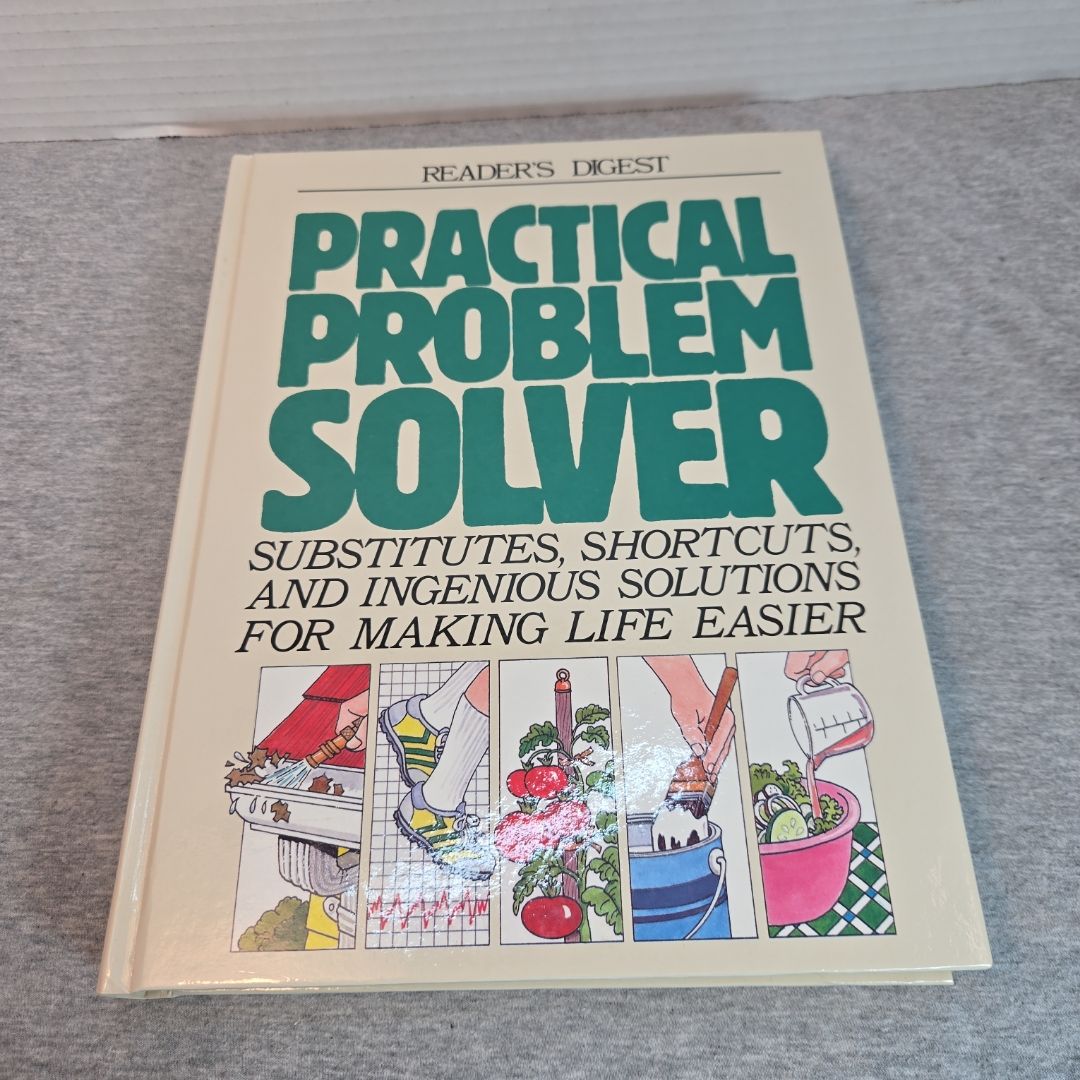 READER'S DIGEST
PRACTICAL
PROBLEM
SOLVER
SUBSTITUTES, SHORTCUTS,
AND INGENIOUS SOLUTIONS
FOR MAKING LIFE EASIER